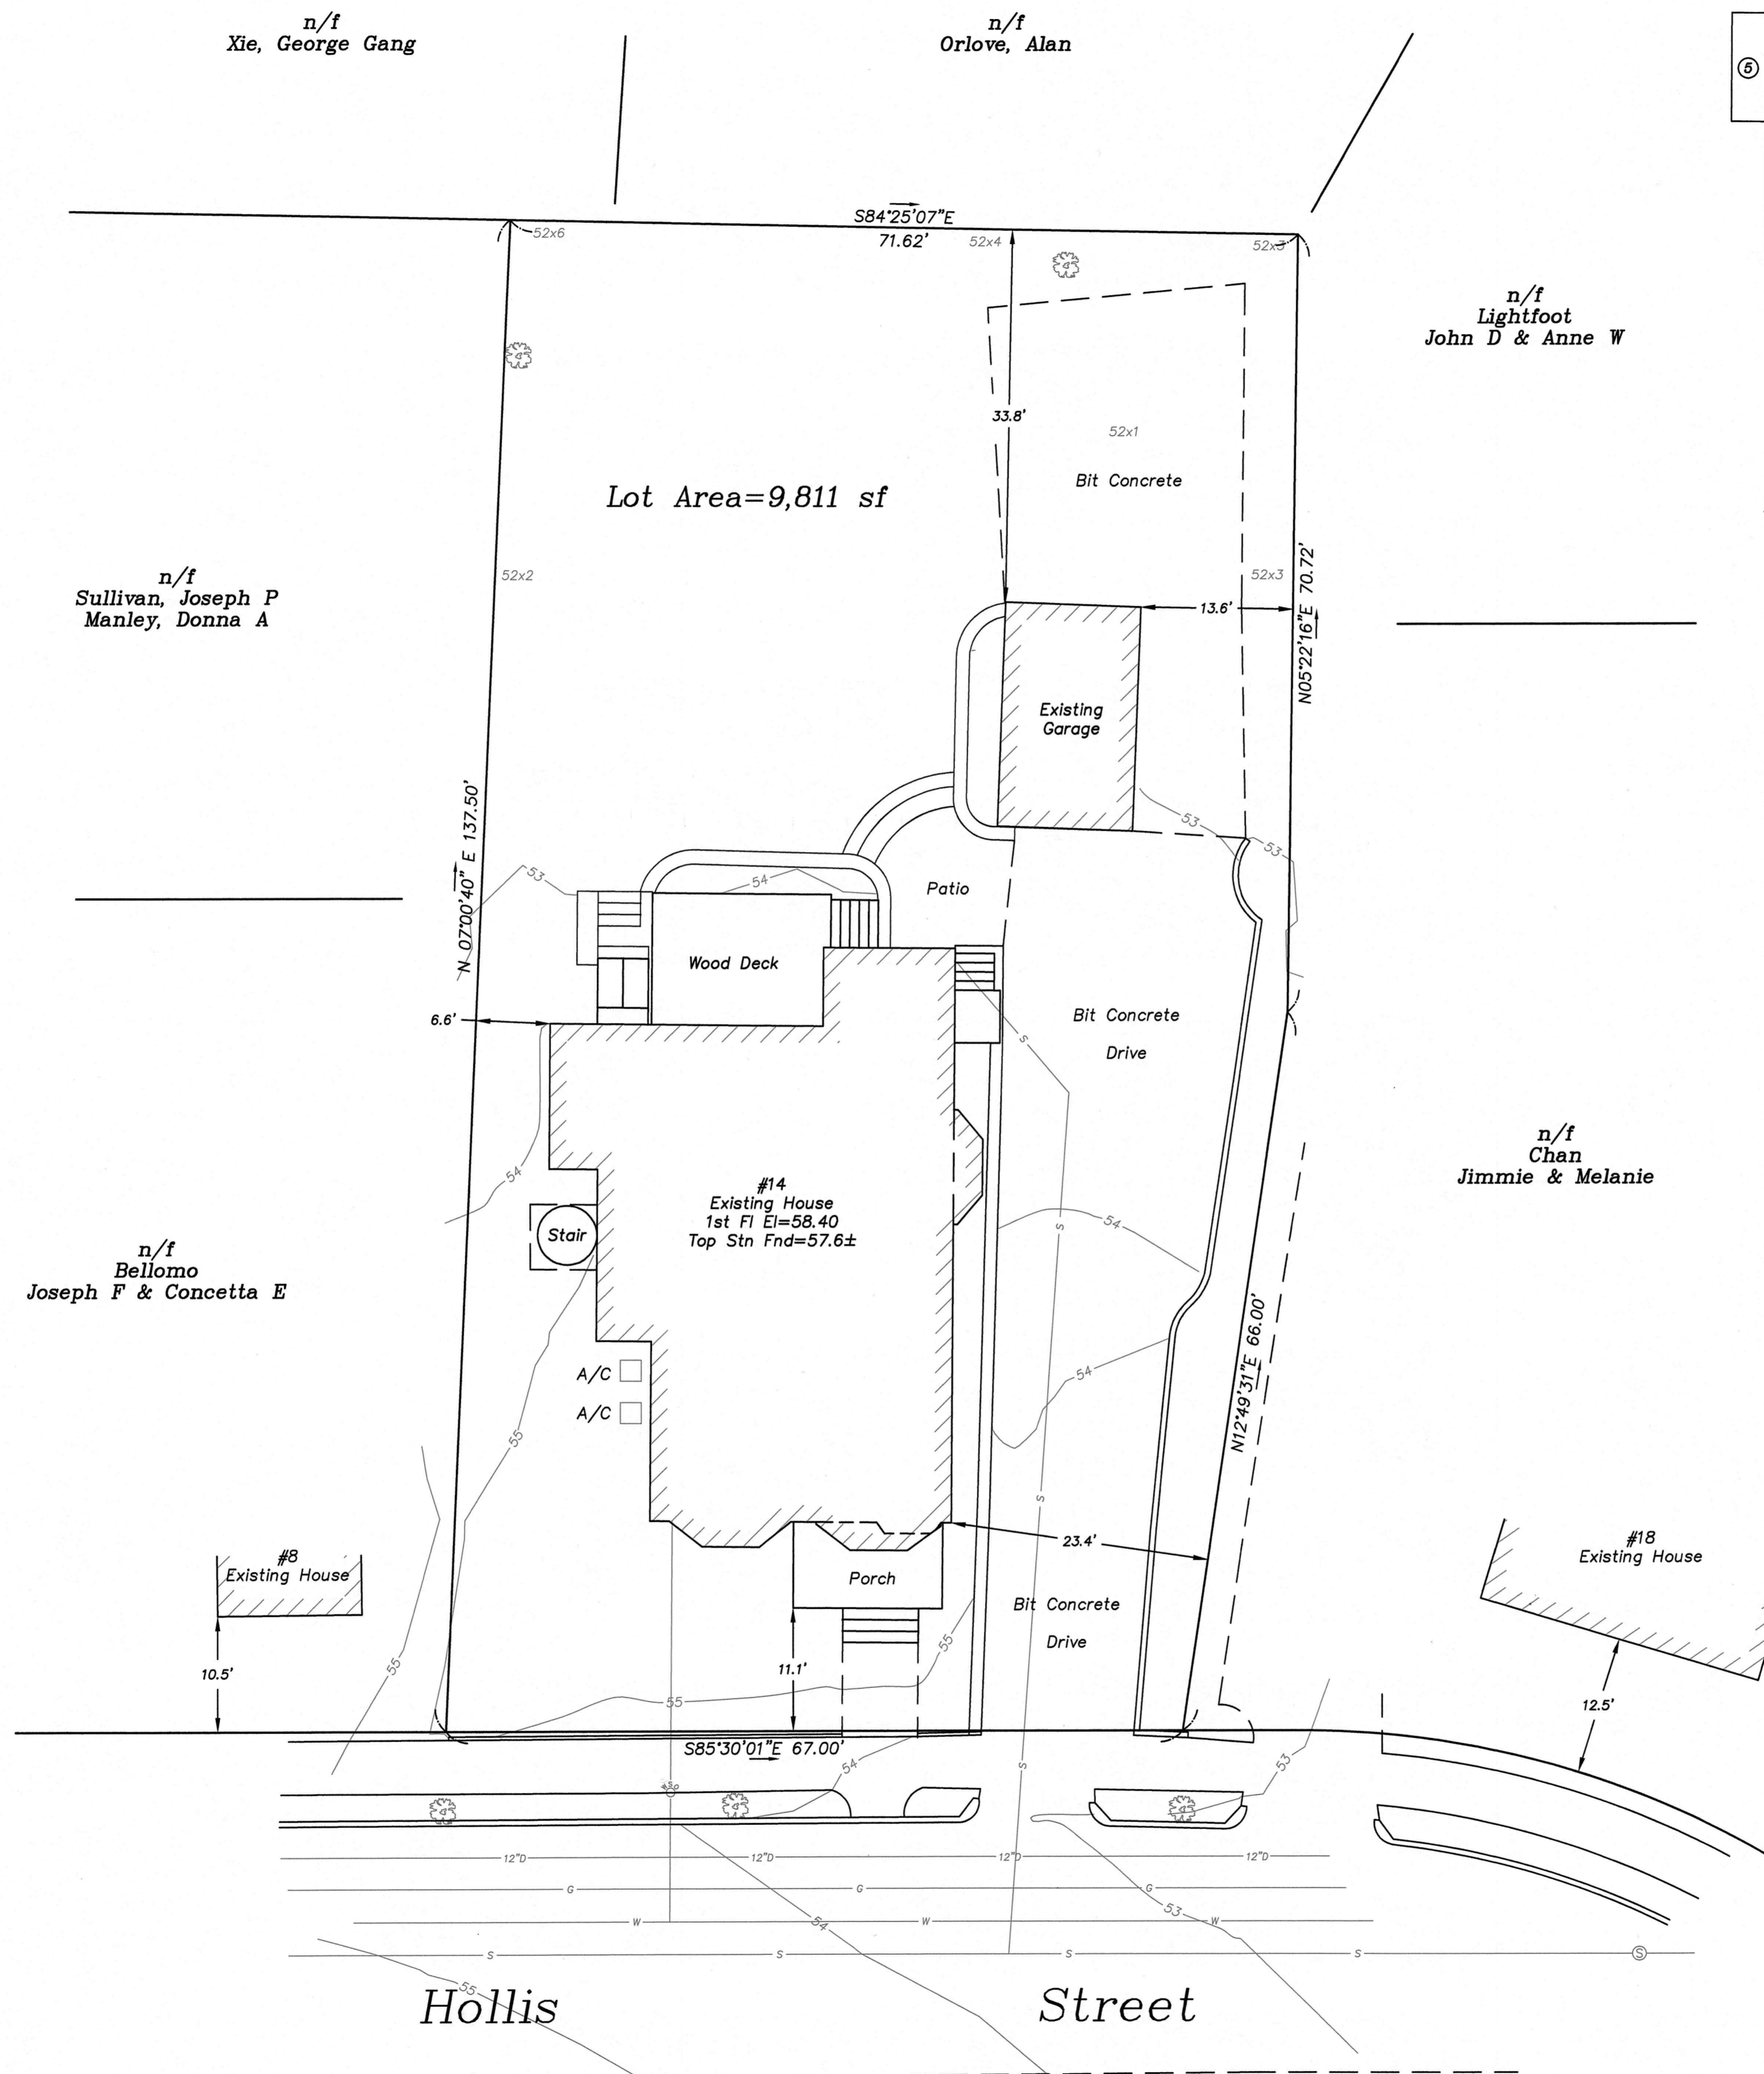 n/f
Xie, George Gang
n/f
Orlove, Alan
5
S84°25'07"E
71.62'
52x6
52x4
n/f
Lightfoot
John D & Anne W
33.8'
52x1
Bit Concrete
Lot Area=9,811 sf
52x2
52x3
n/f
Sullivan, Joseph P
Manley, Donna A
13.6'
N05°22'16"E 70.72'
Existing
Garage
N 07°00'40" E 137.50'
53
53
53
54
Patio
Wood Deck
6.6'
S
Bit Concrete
Drive
54
n/f
Chan
Jimmie & Melanie
#14
Existing House
1st Fl El=58.40
Top Stn Fnd=57.6±
Stair
S
54
n/f
Bellomo
Joseph F & Concetta E
N12°49'31"E 66.00'
A/C
54
A/C
55
S
23.4'
#18
Existing House
#8
Existing House
Porch
Bit Concrete
Drive
55
55
10.5'
11.1'
55
12.5'
S85°30'01"E 67.00'
54
S
53
12"D
12"D
12"D
12"D
G
G
G
W
54
W
53
W
S
S
S
S
S
55
Hollis Street